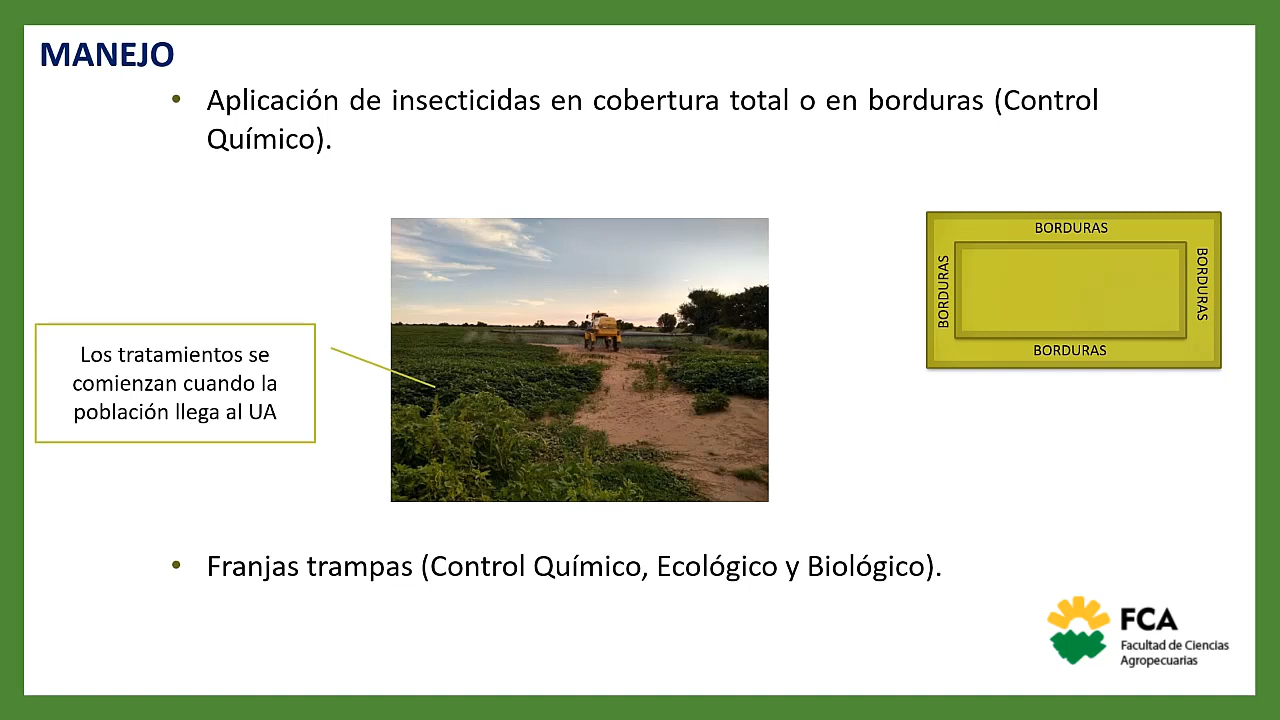 MANEJO
• Aplicación de insecticidas en cobertura total o en borduras (Control
Químico).
BORDURAS
BORDURAS
BORDURAS
BORDURAS
Los tratamientos se
comienzan cuando la
población llega al UA
• Franjas trampas (Control Químico, Ecológico y Biológico).
FCA
Facultad de Ciencias
Agropecuarias